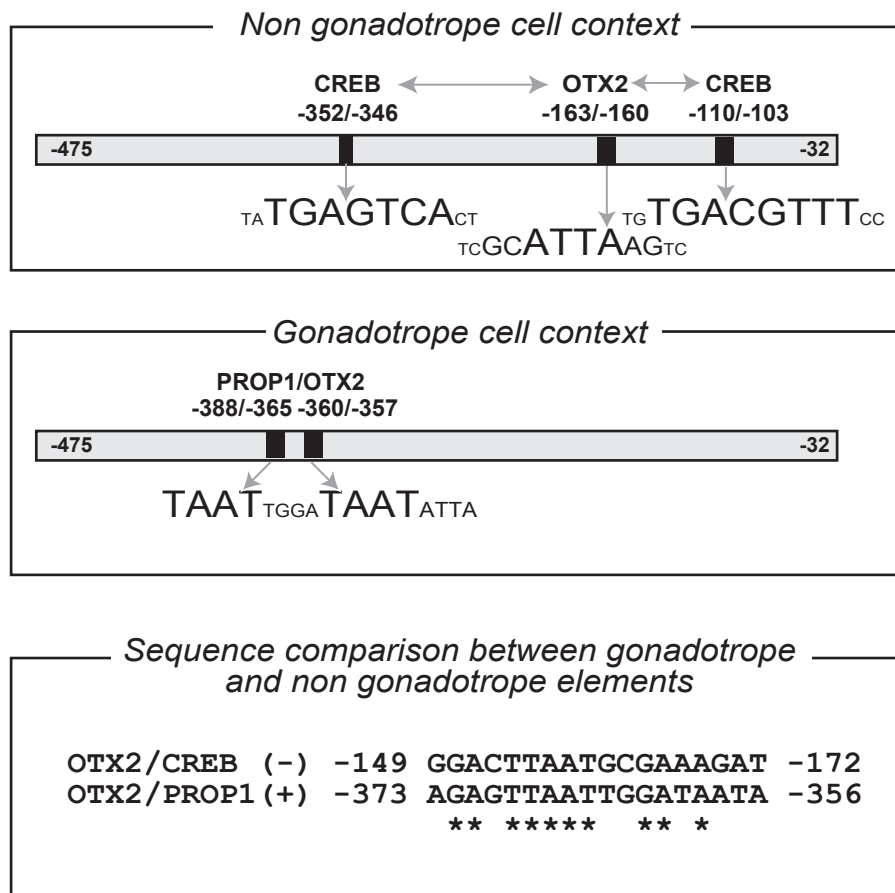 Non gonadotrope cell context
CREB OTX2 CREB
-352/-346 -163/-160 -110/-103
-475 -32
TATGAGTCACT TGTGACGTTTCC
TCGCATTAAGTC
Gonadotrope cell context
PROP1/OTX2
-388/-365 -360/-357
-475 -32
TAATTGGATAATATTA
Sequence comparison between gonadotrope
and non gonadotrope elements
OTX2/CREB (-) -149 GGACTTAATGCGAAAGAT -172
OTX2/PROP1(+) -373 AGAGTTAATTGGATAATA -356
** ***** ** *